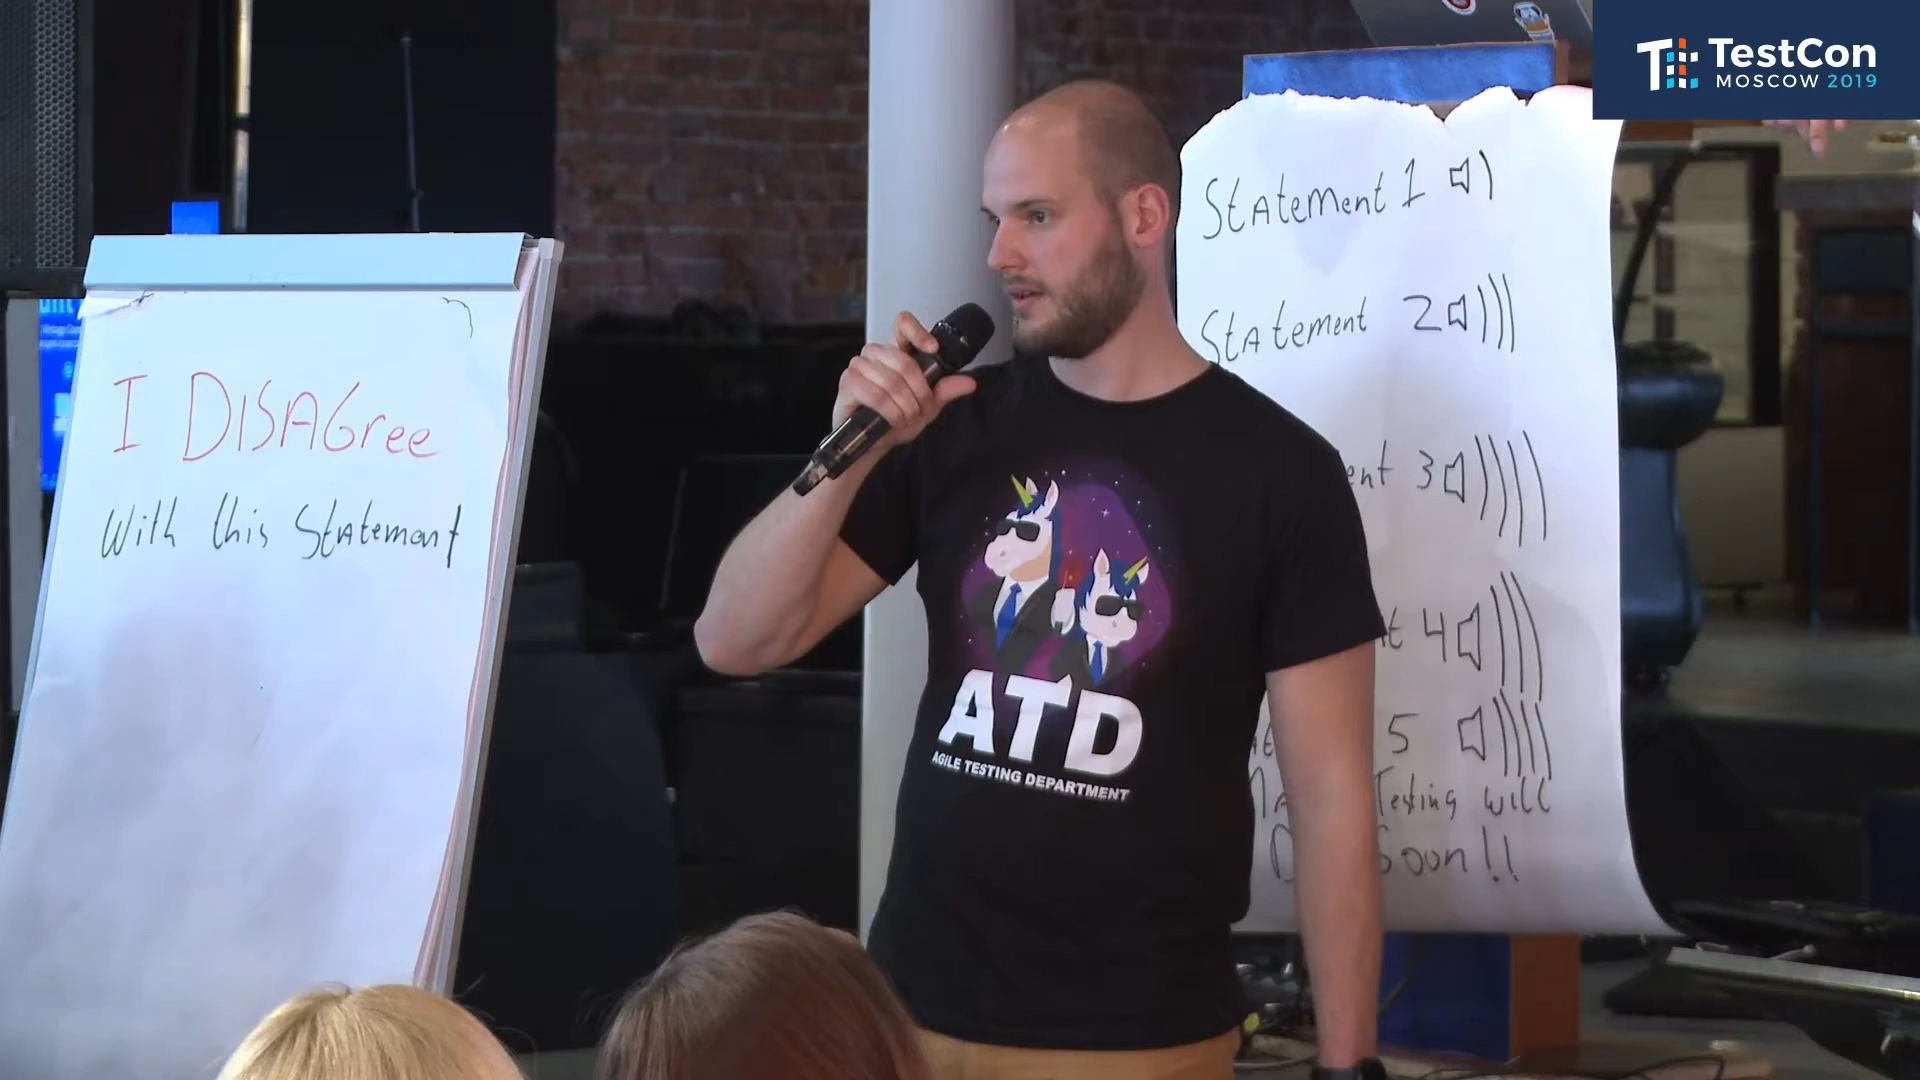 TestCon
MOSCOW 2019
I DISAGree
With this Statement
Statement 1
Statement 2
3
4
5
Testing will
Soon!!
ATD
AGILE TESTING DEPARTMENT